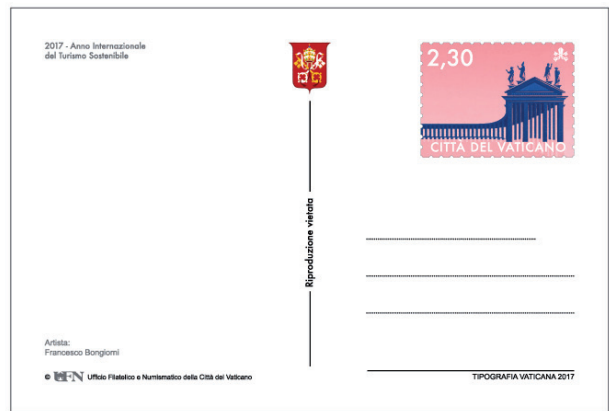 2017 - Anno Internazionale
del Turismo Sostenibile
2,30
CITTÀ DEL VATICANO
Riproduzione vietata
Artista:
Francesco Bongiorni
© UFN Ufficio Filatelico e Numismatico della Città del Vaticano
TIPOGRAFIA VATICANA 2017